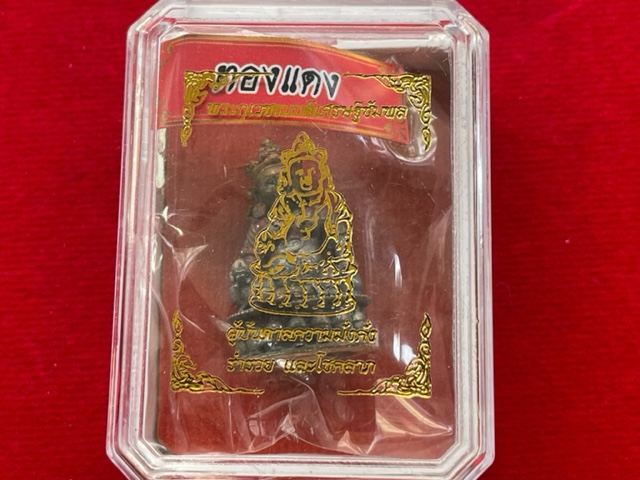 ทองแดง
ผู้บันดาลความมั่งคั่ง
ร่ำรวย และโชคลาภ